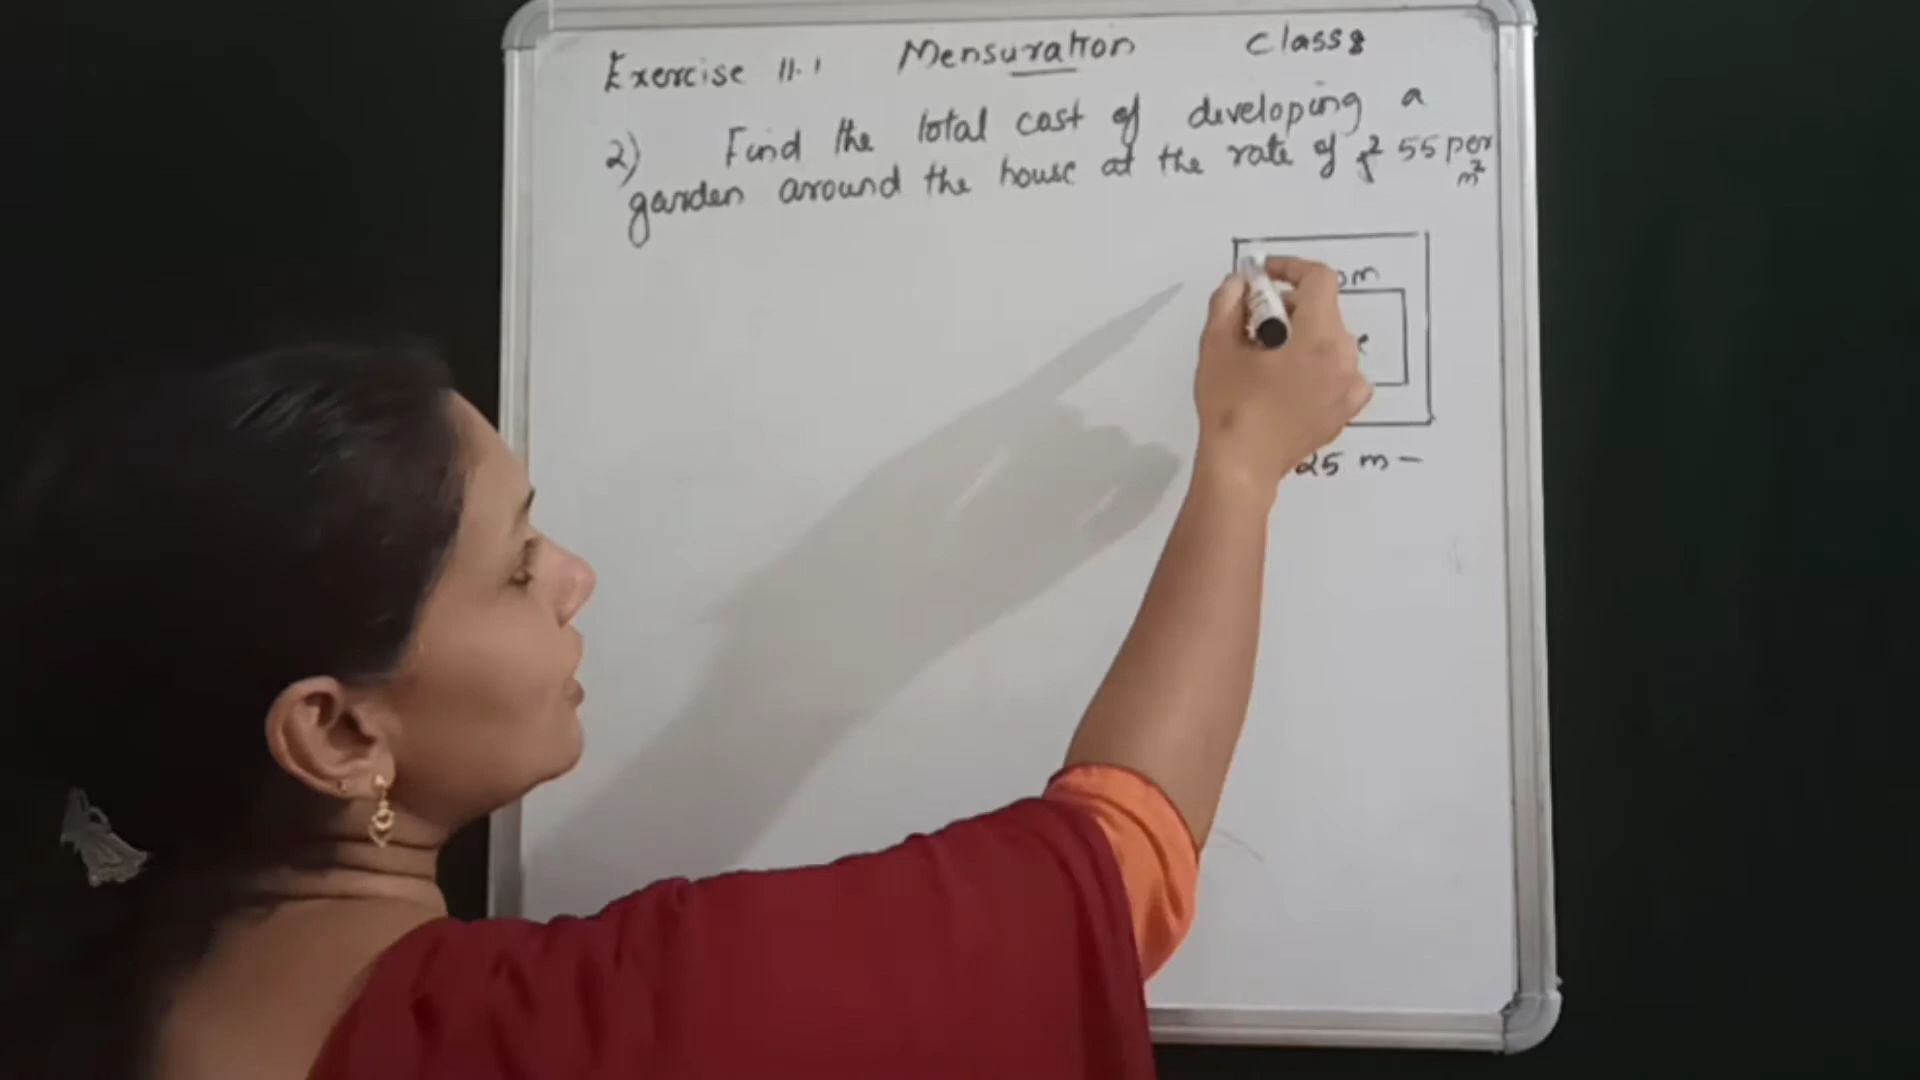 Exercise 11.1 Mensuration Class 8
2) Find the total cost of developing a
garden around the house at the rate of ₹ 55 per
m²
0m
e
25 m –